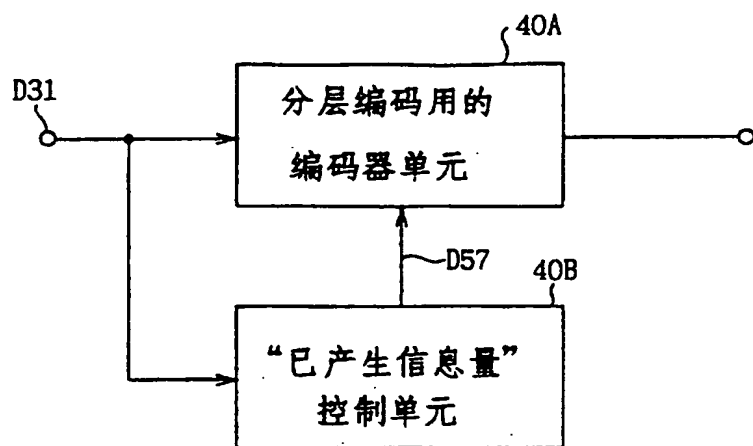 40A
D31
分层编码用的
编码器单元
D57
40B
“已产生信息量”
控制单元